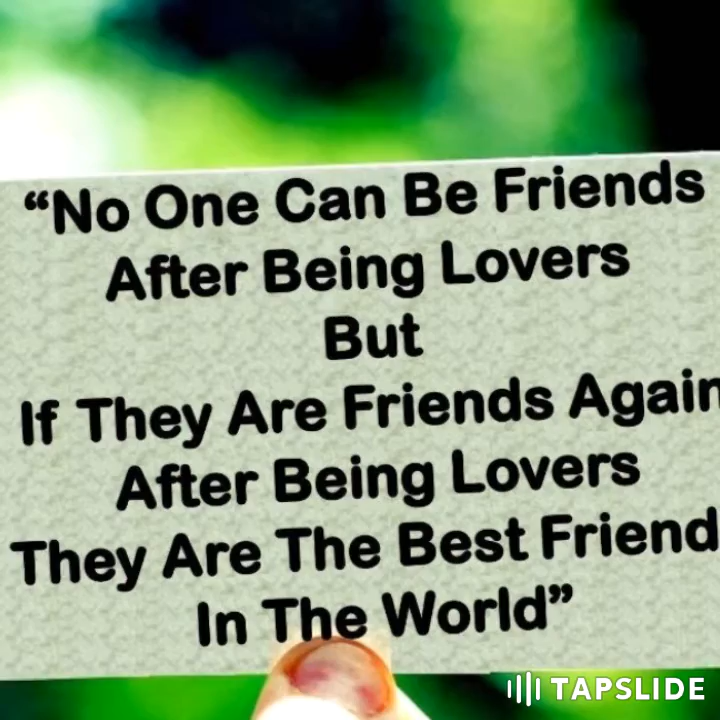 “No One Can Be Friends
After Being Lovers
But
If They Are Friends Again
After Being Lovers
They Are The Best Friend
In The World”
TAPSLIDE